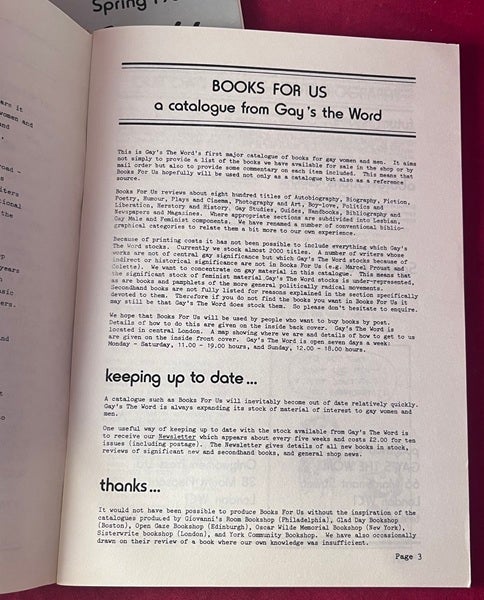 Spring
arn it
women and
and
road -
iters
sional
the
years
asic
ers.
and
to
BOOKS FOR US
a catalogue from Gay's the Word
This is Gay's The Word's first major catalogue of books for gay women and men. It aims
not simply to provide a list of the books we have available for sale in the shop or by
mail order but also to provide some commentary on each item included. This means that
Books For Us hopefully will be used not only as a catalogue but also as a reference
source.
Books For Us reviews about eight hundred titles of Autobiography, Biography, Fiction,
Poetry, Humour, Plays and Cinema, Photography and Art, Boy-love, Politics and
Liberation, Herstory and History, Gay Studies, Guides, Handbooks, Bibliography and
Newspapers and Magazines. Where appropriate sections are subdivided into Lesbian,
Gay Male and Feminist components. We have renamed a number of conventional biblio-
graphical categories to relate them a bit more to our own experience.
Because of printing costs it has not been possible to include everything which Gay's
The Word stocks. Currently we stock almost 2000 titles. A number of writers whose
works are not of central gay significance but which Gay's The Word stocks because of
indirect or historical significance are not in Books For Us (e.g. Marcel Proust and
Colette). We want to concentrate on gay material in this catalogue. This means that
the significant stock of feminist material Gay's The Word stocks is under-represented,
as are books and pamphlets of the more general politically radical movements.
Secondhand books are not fully listed for reasons explained in the section specifically
devoted to them. Therefore if you do not find the books you want in Books For Us it
may still be that Gay's The Word does stock them. So please don't hesitate to enquire.
We hope that Books For Us will be used by people who want to buy books by post.
Details of how to do this are given on the inside back cover. Gay's The Word is
located in central London. A map showing where we are and details of how to get to us
are given on the inside front cover. Gay's The Word is open seven days a week:
Monday - Saturday, 11.00 - 19.00 hours, and Sunday, 12.00 - 18.00 hours.
keeping up to date...
A catalogue such as Books For Us will inevitably become out of date relatively quickly.
Gay's The Word is always expanding its stock of material of interest to gay women and
men.
One useful way of keeping up to date with the stock available from Gay's The Word is
to receive our Newsletter which appears about every five weeks and costs £2.00 for ten
issues (including postage). The Newsletter gives details of all new books in stock,
reviews of significant new and secondhand books, and general shop news.
thanks...
It would not have been possible to produce Books For Us without the inspiration of the
catalogues produced by Giovanni's Room Bookshop (Philadelphia), Glad Day Bookshop
(Boston), Open Gaze Bookshop (Edinburgh), Oscar Wilde Memorial Bookshop (New York),
Sisterwrite bookshop (London), and York Community Bookshop. We have also occasionally
drawn on their review of a book where our own knowledge was insufficient.
Page 3